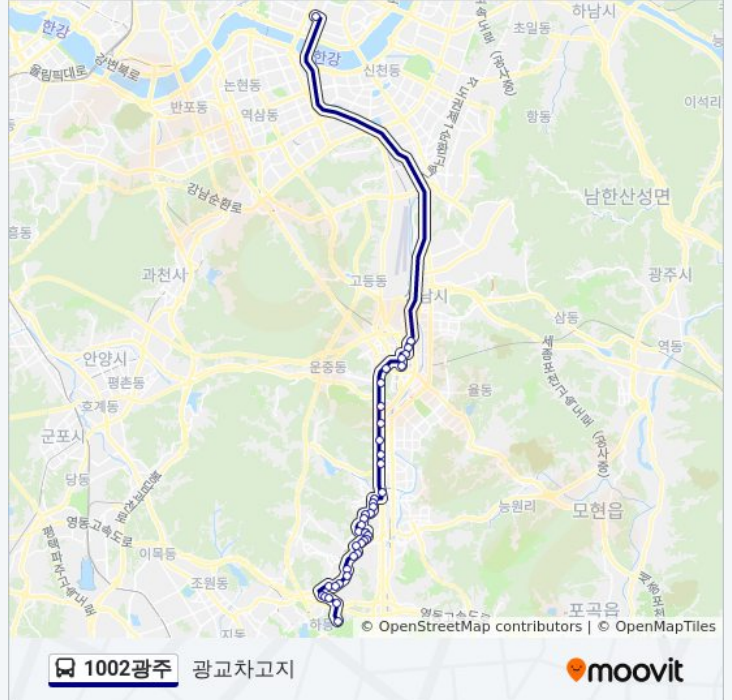 하남시
한강
초일동
강변북로
한강
신천동
올림픽대로
논현동
이석리
반포동
역삼동
항동
강남순환로
남한산성면
과천시
고등동
광주시
삼동
역동
안양시
운중동
평촌동
율동
호계동
군포시
당동
능원리
모현읍
영동고속도로
이목동
조원동
포곡읍
지동
© OpenStreetMap contributors | © OpenMapTiles
1002광주 광교차고지
moovit